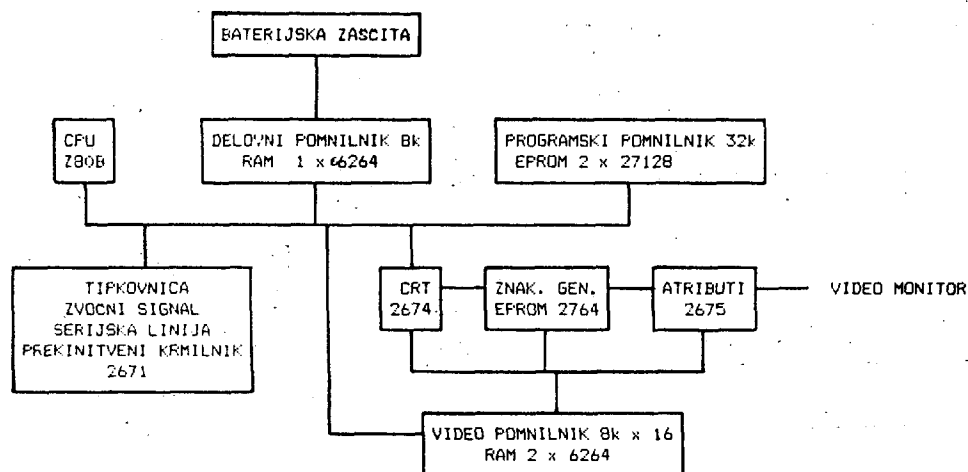 BATERIJSKA ZASCITA
CPU
Z80B
DELOVNI POMNILNIK 8k
RAM 1 x 6264
PROGRAMSKI POMNILNIK 32k
EPROM 2 x 27128
TIPKOVNICA
ZVOCNI SIGNAL
SERIJSKA LINIJA
PREKINITVENI KRMILNIK
2671
CRT
2674
ZNAK. GEN.
EPROM 2764
ATRIBUTI
2675
VIDEO MONITOR
VIDEO POMNILNIK 8k x 16
RAM 2 x 6264